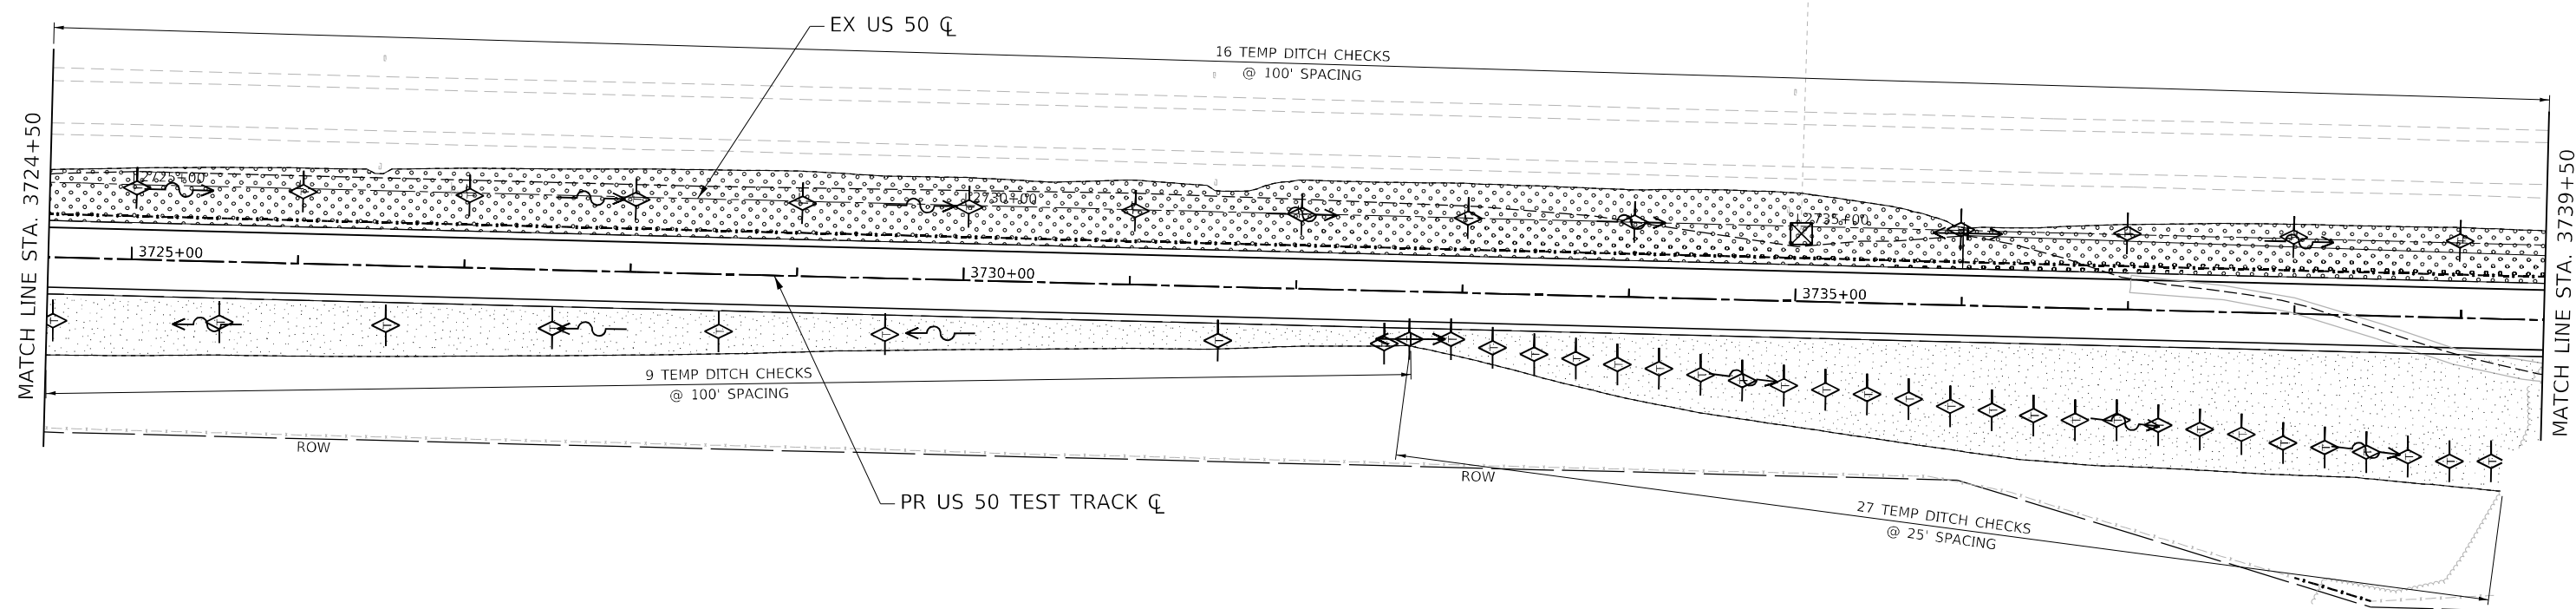 EX US 50 ℄
16 TEMP DITCH CHECKS
@ 100' SPACING
MATCH LINE STA. 3724+50
MATCH LINE STA. 3739+50
2725+00
2730+00
2735+00
3725+00
3730+00
3735+00
9 TEMP DITCH CHECKS
@ 100' SPACING
ROW
ROW
PR US 50 TEST TRACK ℄
27 TEMP DITCH CHECKS
@ 25' SPACING